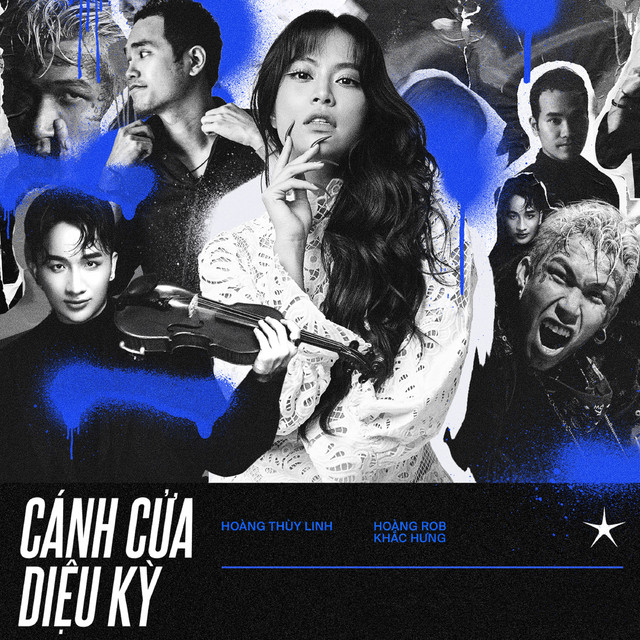 CÁNH CỬA
DIỆU KỲ
HOÀNG THÙY LINH
HOÀNG ROB
KHẮC HƯNG